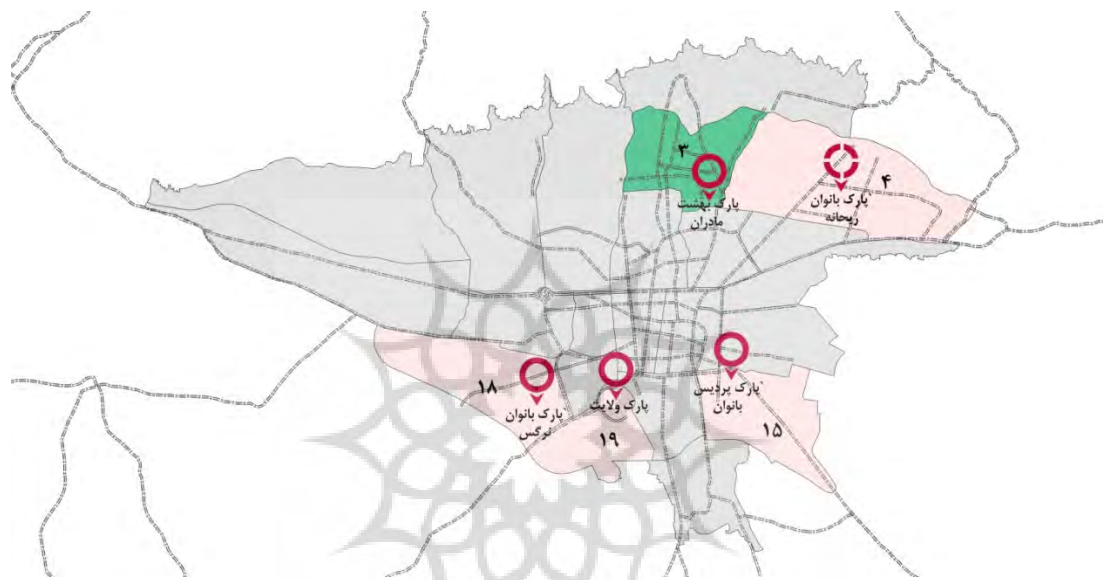 ۳
پارک بهشت
مادران
۴
پارک بانوان
ریحانه
۱۸
پارک بانوان
نرگس
پارک ولایت
۱۹
پارک پردیس
بانوان
۱۵